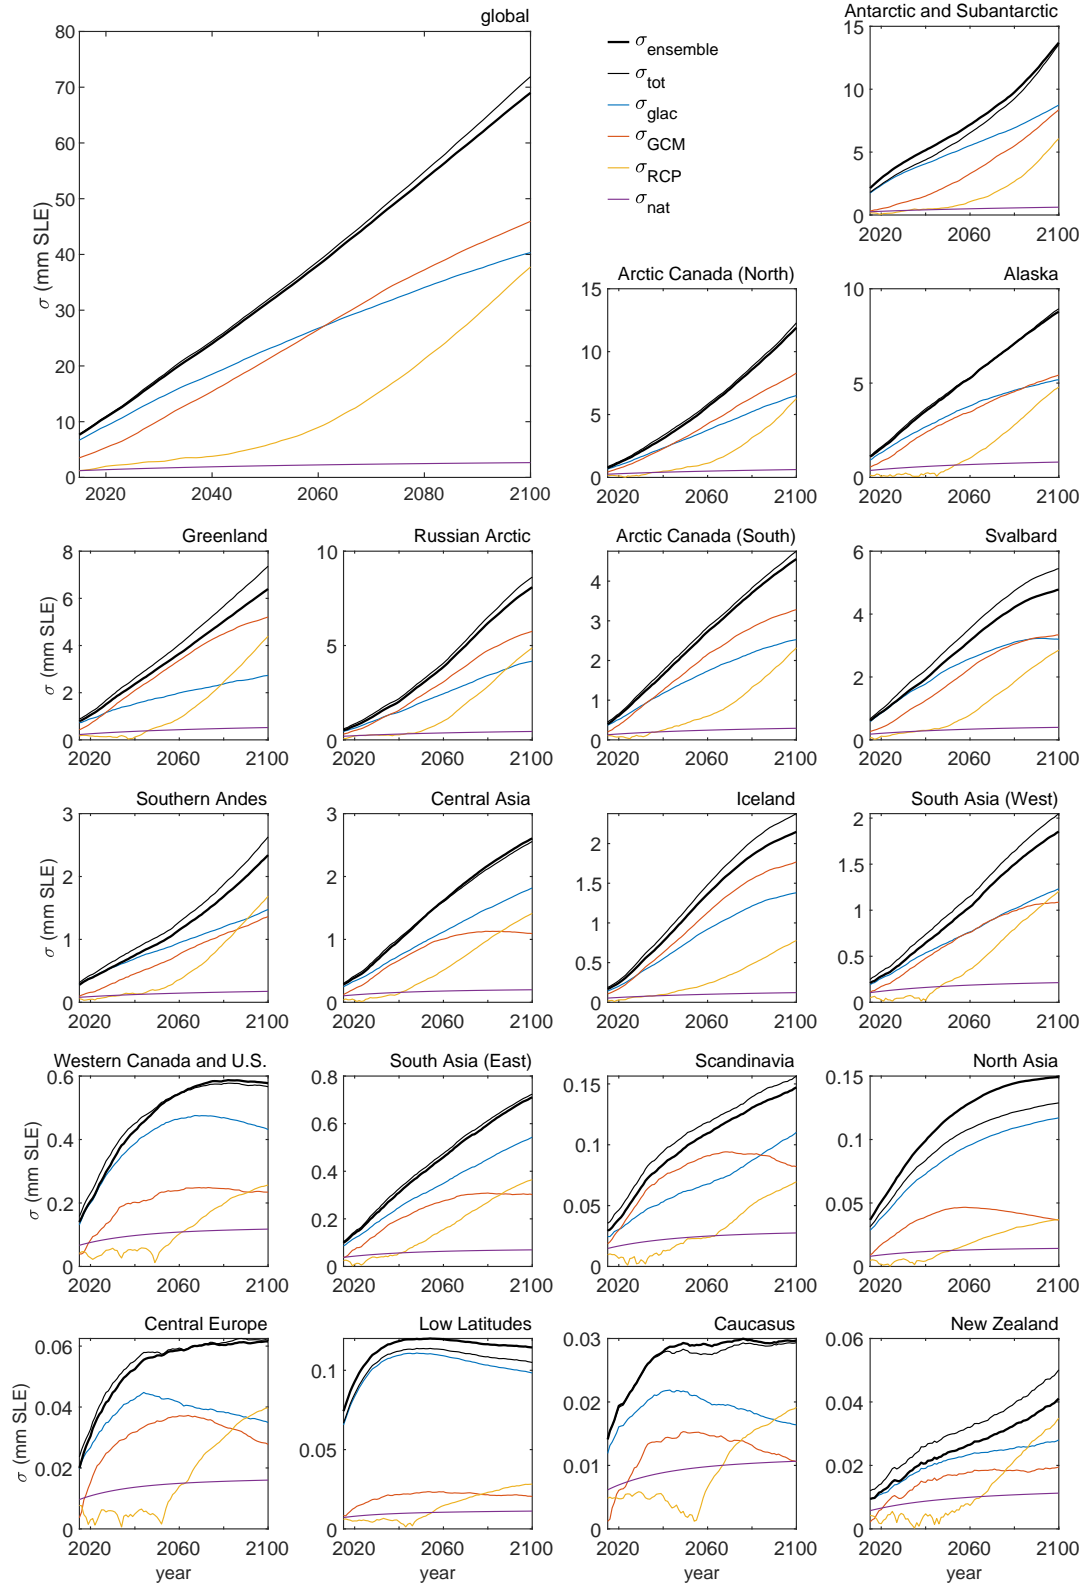 global
80
70
60
50
40
30
20
10
0
σ (mm SLE)
2020 2040 2060 2080 2100
σensemble
σtot
σglac
σGCM
σRCP
σnat
Antarctic and Subantarctic
15
10
5
0
2020 2060 2100
Arctic Canada (North)
15
10
5
0
2020 2060 2100
Alaska
10
5
0
2020 2060 2100
Greenland
8
6
4
2
0
σ (mm SLE)
2020 2060 2100
Russian Arctic
10
5
0
2020 2060 2100
Arctic Canada (South)
4
3
2
1
0
2020 2060 2100
Svalbard
6
4
2
0
2020 2060 2100
Southern Andes
3
2
1
0
σ (mm SLE)
2020 2060 2100
Central Asia
3
2
1
0
2020 2060 2100
Iceland
2
1.5
1
0.5
0
2020 2060 2100
South Asia (West)
2
1.5
1
0.5
0
2020 2060 2100
Western Canada and U.S.
0.6
0.4
0.2
0
σ (mm SLE)
2020 2060 2100
South Asia (East)
0.8
0.6
0.4
0.2
0
2020 2060 2100
Scandinavia
0.15
0.1
0.05
0
2020 2060 2100
North Asia
0.15
0.1
0.05
0
2020 2060 2100
Central Europe
0.06
0.04
0.02
0
σ (mm SLE)
2020 2060 2100
year
Low Latitudes
0.1
0.05
0
2020 2060 2100
year
Caucasus
0.03
0.02
0.01
0
2020 2060 2100
year
New Zealand
0.06
0.04
0.02
0
2020 2060 2100
year